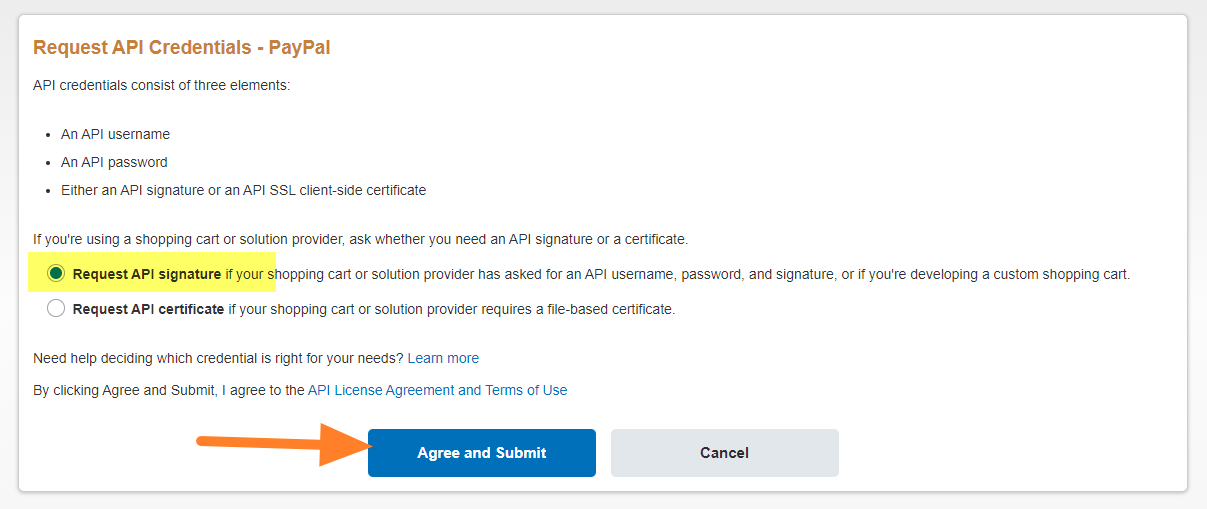 Request API Credentials - PayPal
API credentials consist of three elements:
An API username
An API password
Either an API signature or an API SSL client-side certificate
If you're using a shopping cart or solution provider, ask whether you need an API signature or a certificate.
Request API signature if your shopping cart or solution provider has asked for an API username, password, and signature, or if you're developing a custom shopping cart.
Request API certificate if your shopping cart or solution provider requires a file-based certificate.
Need help deciding which credential is right for your needs? Learn more
By clicking Agree and Submit, I agree to the API License Agreement and Terms of Use
Agree and Submit
Cancel